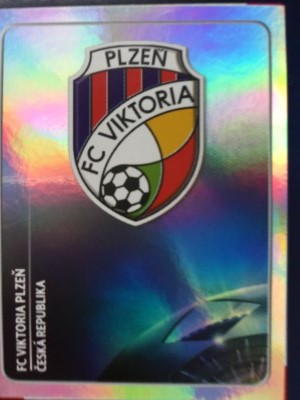 PLZEŇ
FC VIKTORIA
FC VIKTORIA PLZEŇ
ČESKÁ REPUBLIKA